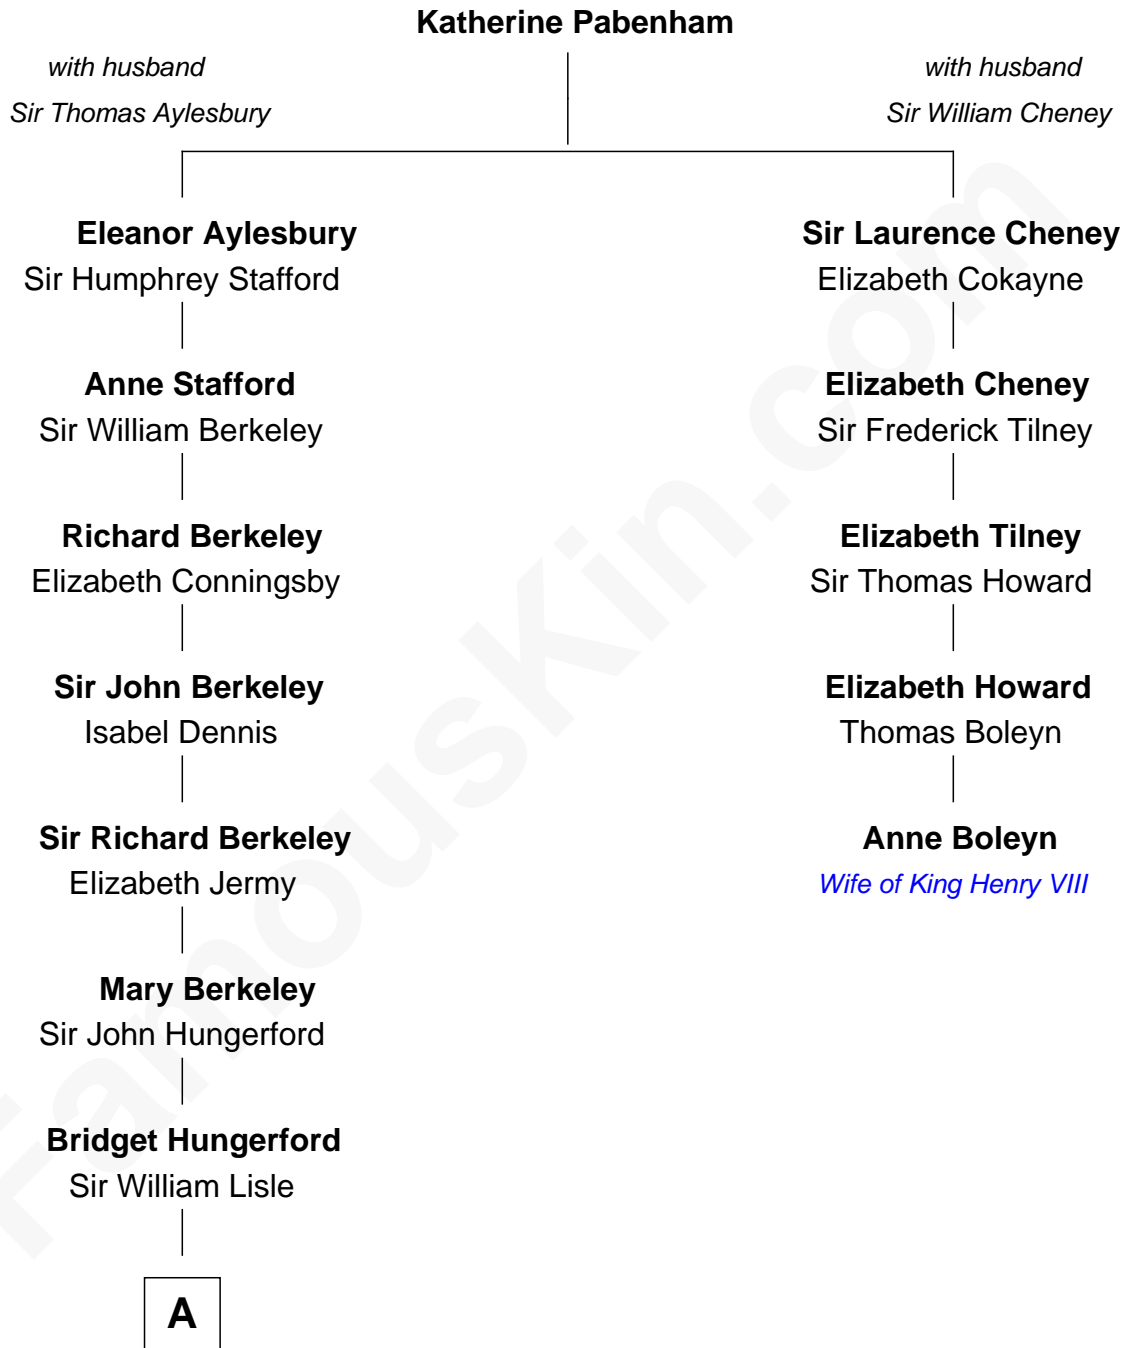 Katherine Pabenham
with husband
Sir Thomas Aylesbury
with husband
Sir William Cheney
Eleanor Aylesbury
Sir Humphrey Stafford
Sir Laurence Cheney
Elizabeth Cokayne
Anne Stafford
Sir William Berkeley
Elizabeth Cheney
Sir Frederick Tilney
Richard Berkeley
Elizabeth Conningsby
Elizabeth Tilney
Sir Thomas Howard
Sir John Berkeley
Isabel Dennis
Elizabeth Howard
Thomas Boleyn
Sir Richard Berkeley
Elizabeth Jermy
Anne Boleyn
Wife of King Henry VIII
Mary Berkeley
Sir John Hungerford
Bridget Hungerford
Sir William Lisle
A
FamousKin.com